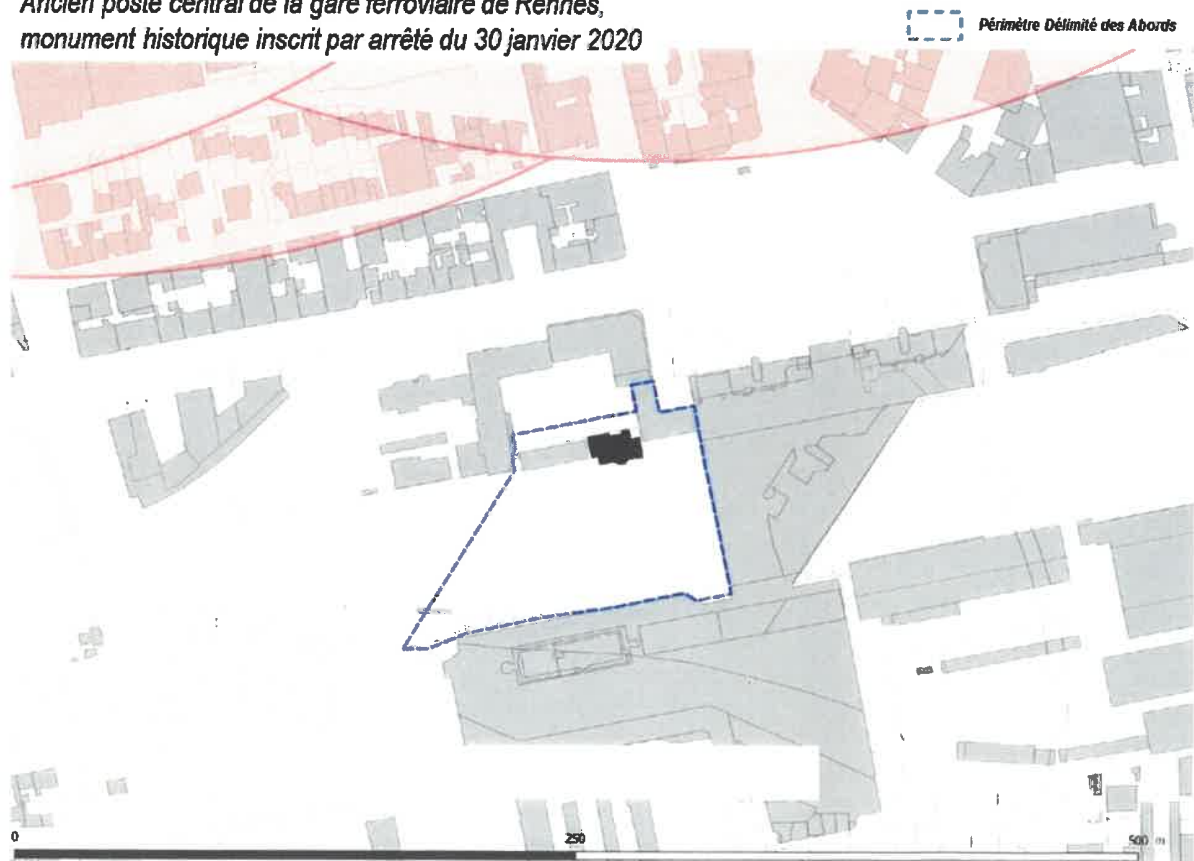 Ancien poste central de la gare ferroviaire de Rennes,
monument historique inscrit par arrêté du 30 janvier 2020
Périmètre Délimité des Abords
0
250
500 m